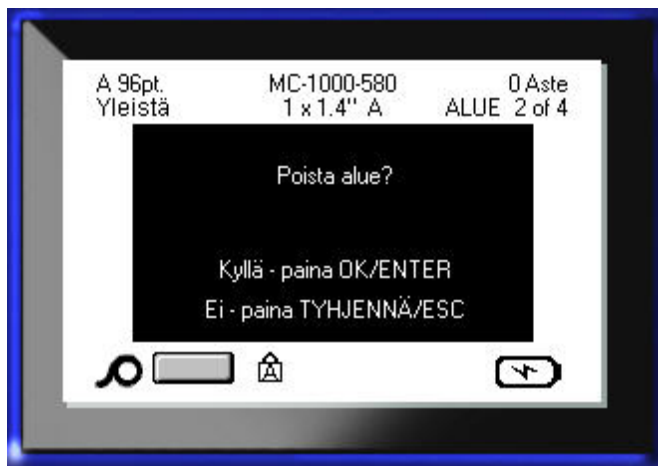 A 96pt. MC-1000-580 0 Aste
Yleistä 1 x 1.4" A ALUE 2 of 4
Poista alue?
Kyllä - paina OK/ENTER
Ei - paina TYHJENNÄ/ESC
A